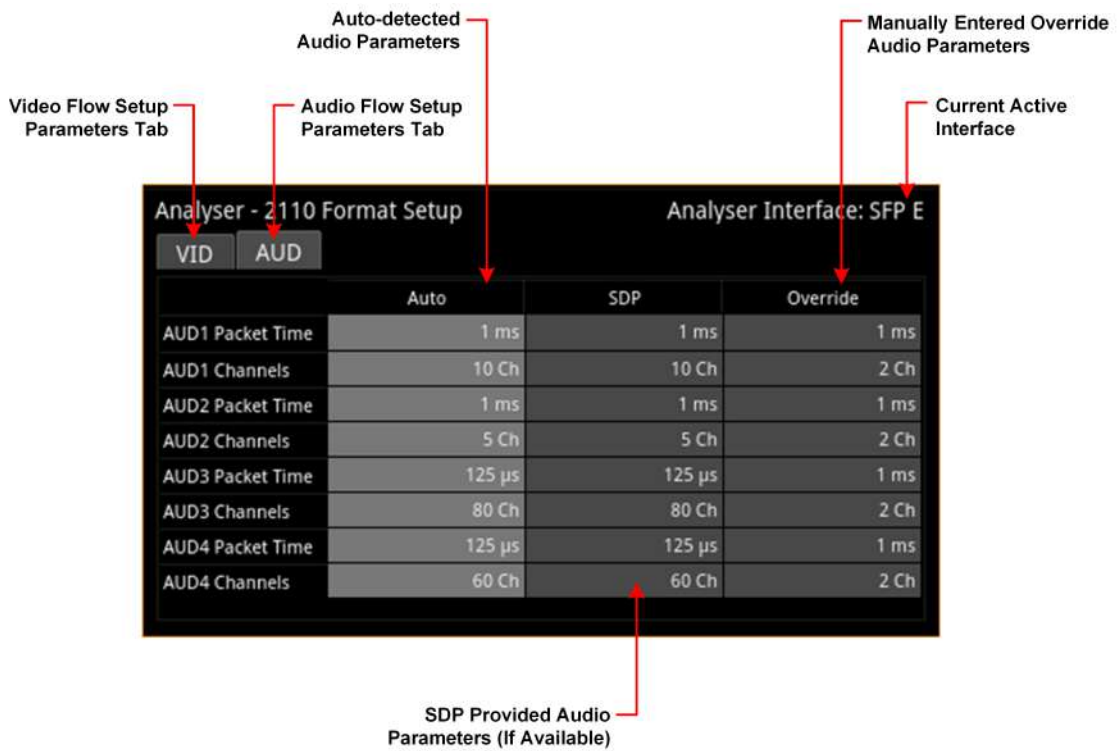 Auto-detected
Audio Parameters
Manually Entered Override
Audio Parameters
Video Flow Setup
Parameters Tab
Audio Flow Setup
Parameters Tab
Current Active
Interface
Analyser - 2110 Format Setup
Analyser Interface: SFP E
VID AUD
Auto SDP Override
AUD1 Packet Time 1 ms 1 ms 1 ms
AUD1 Channels 10 Ch 10 Ch 2 Ch
AUD2 Packet Time 1 ms 1 ms 1 ms
AUD2 Channels 5 Ch 5 Ch 2 Ch
AUD3 Packet Time 125 µs 125 µs 1 ms
AUD3 Channels 80 Ch 80 Ch 2 Ch
AUD4 Packet Time 125 µs 125 µs 1 ms
AUD4 Channels 60 Ch 60 Ch 2 Ch
SDP Provided Audio
Parameters (If Available)